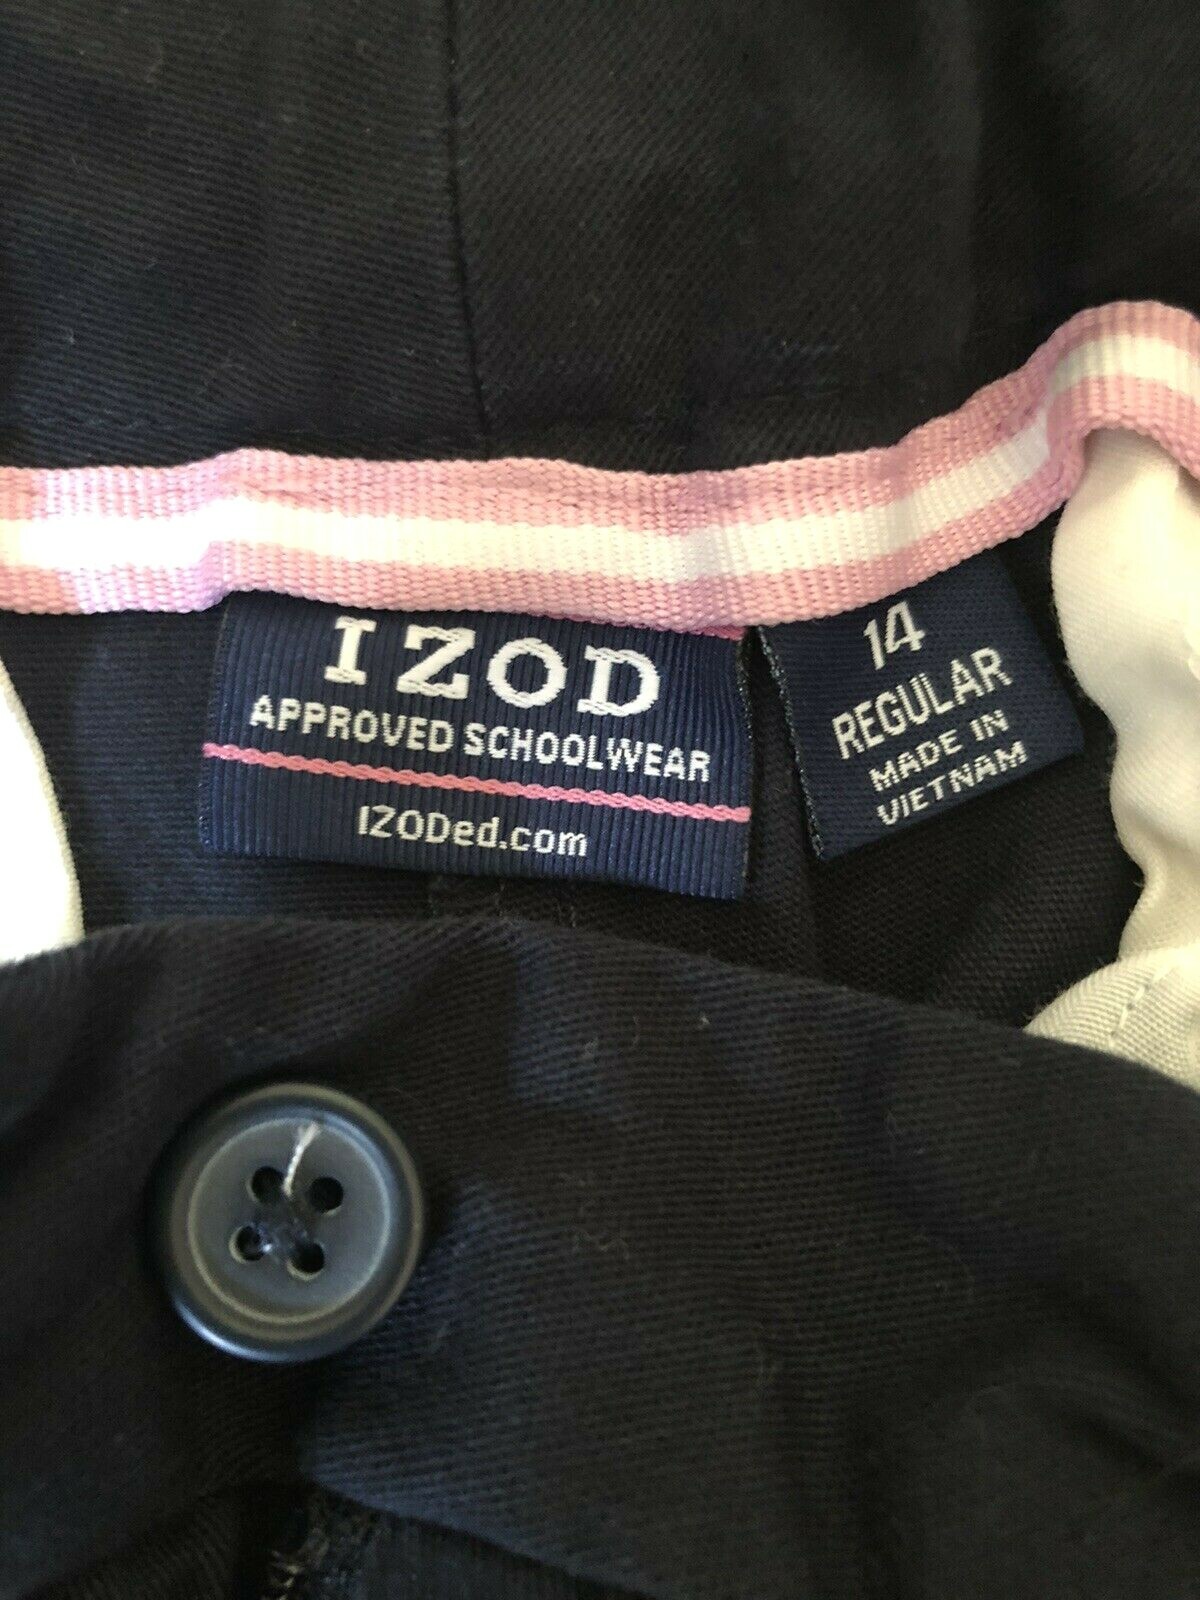 IZOD
APPROVED SCHOOLWEAR
IZODed.com
14
REGULAR
MADE IN
VIETNAM